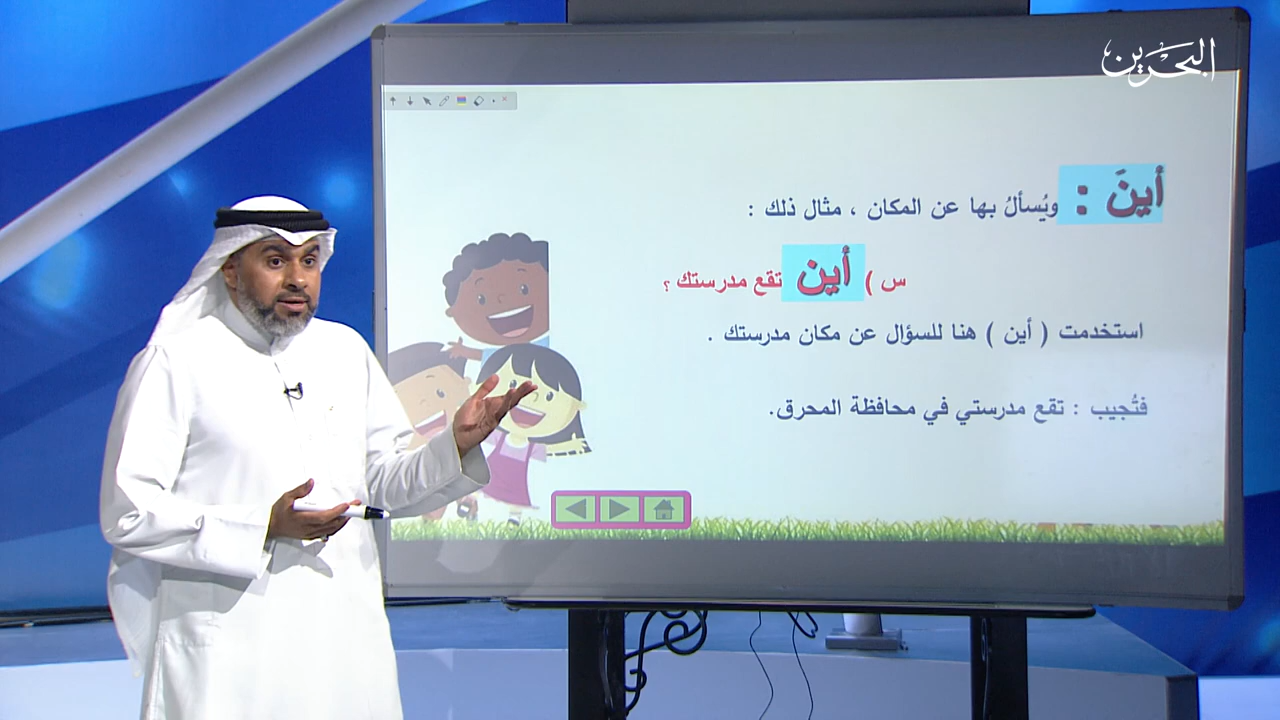 البحرين
أينَ : ويُسألُ بها عن المكان ، مثال ذلك :
س ) أين تقع مدرستك ؟
استخدمت ( أين ) هنا للسؤال عن مكان مدرستك .
فتُجيب : تقع مدرستي في محافظة المحرق.